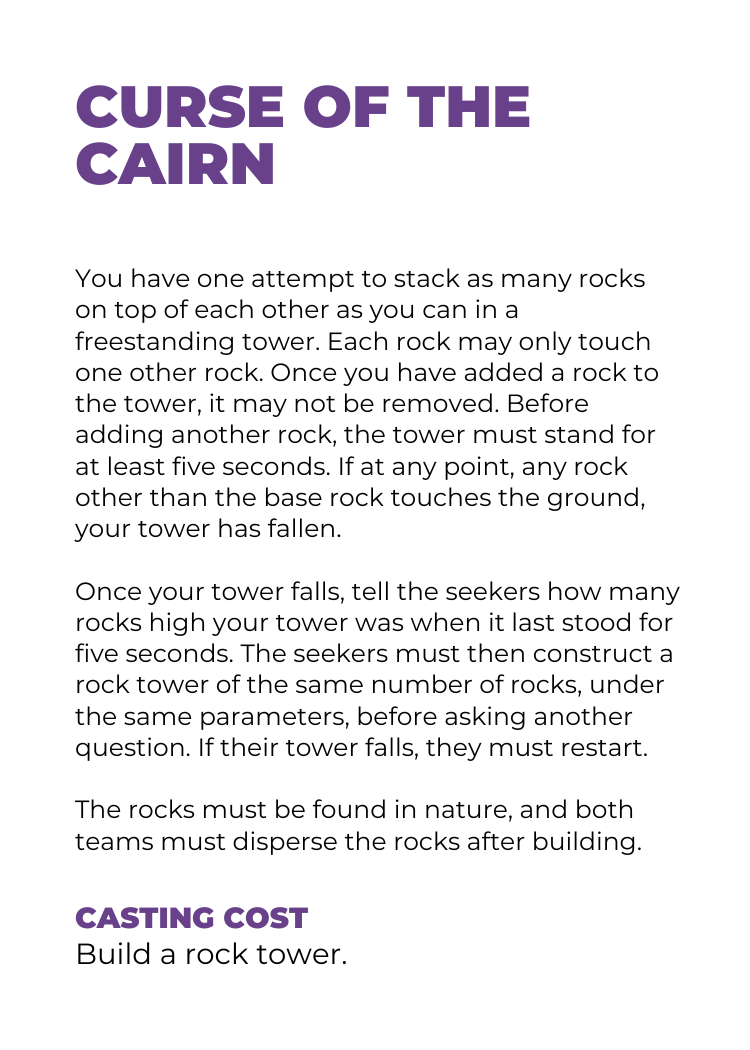 CURSE OF THE
CAIRN
You have one attempt to stack as many rocks
on top of each other as you can in a
freestanding tower. Each rock may only touch
one other rock. Once you have added a rock to
the tower, it may not be removed. Before
adding another rock, the tower must stand for
at least five seconds. If at any point, any rock
other than the base rock touches the ground,
your tower has fallen.
Once your tower falls, tell the seekers how many
rocks high your tower was when it last stood for
five seconds. The seekers must then construct a
rock tower of the same number of rocks, under
the same parameters, before asking another
question. If their tower falls, they must restart.
The rocks must be found in nature, and both
teams must disperse the rocks after building.
CASTING COST
Build a rock tower.